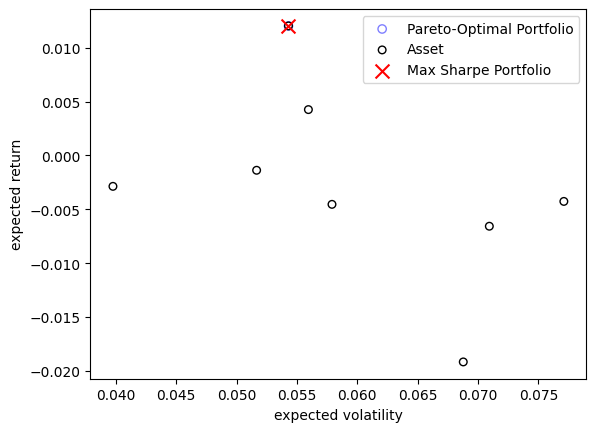 Pareto-Optimal Portfolio
Asset
Max Sharpe Portfolio
expected return
0.010
0.005
0.000
−0.005
−0.010
−0.015
−0.020
0.040 0.045 0.050 0.055 0.060 0.065 0.070 0.075
expected volatility